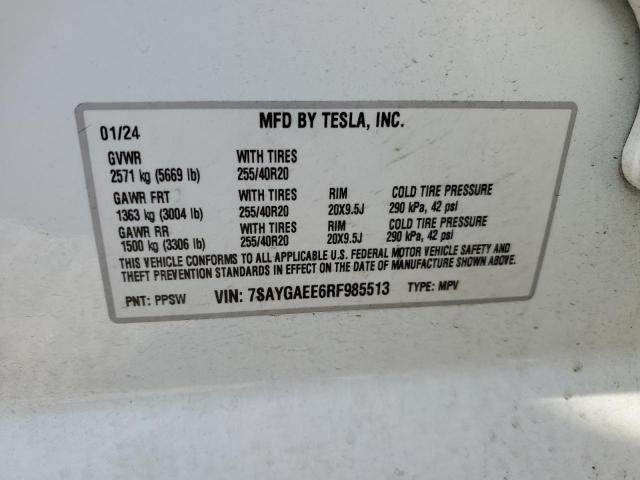 MFD BY TESLA, INC.
01/24
GVWR WITH TIRES
2571 kg (5669 lb) 255/40R20
GAWR FRT WITH TIRES RIM COLD TIRE PRESSURE
1363 kg (3004 lb) 255/40R20 20X9.5J 290 kPa, 42 psi
GAWR RR WITH TIRES RIM COLD TIRE PRESSURE
1500 kg (3306 lb) 255/40R20 20X9.5J 290 kPa, 42 psi
THIS VEHICLE CONFORMS TO ALL APPLICABLE U.S. FEDERAL MOTOR VEHICLE SAFETY AND
THEFT PREVENTION STANDARDS IN EFFECT ON THE DATE OF MANUFACTURE SHOWN ABOVE.
PNT: PPSW VIN: 7SAYGAEE6RF985513 TYPE: MPV